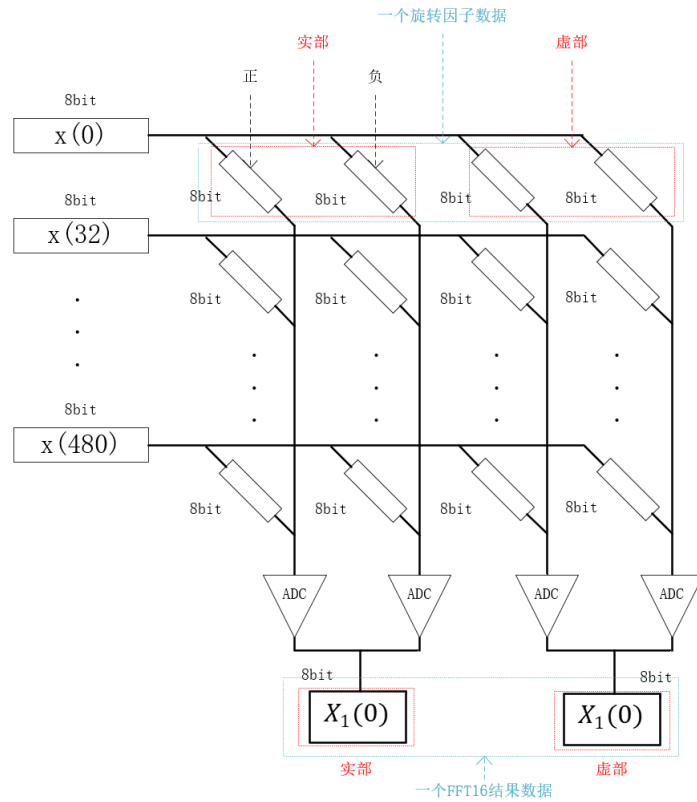 一个旋转因子数据
实部
虚部
正
负
8bit
x(0)
8bit 8bit 8bit 8bit
8bit
x(32)
8bit 8bit 8bit 8bit
8bit
x(480)
8bit 8bit 8bit 8bit
ADC ADC ADC ADC
8bit 8bit
X₁(0) X₁(0)
实部 虚部
一个FFT16结果数据